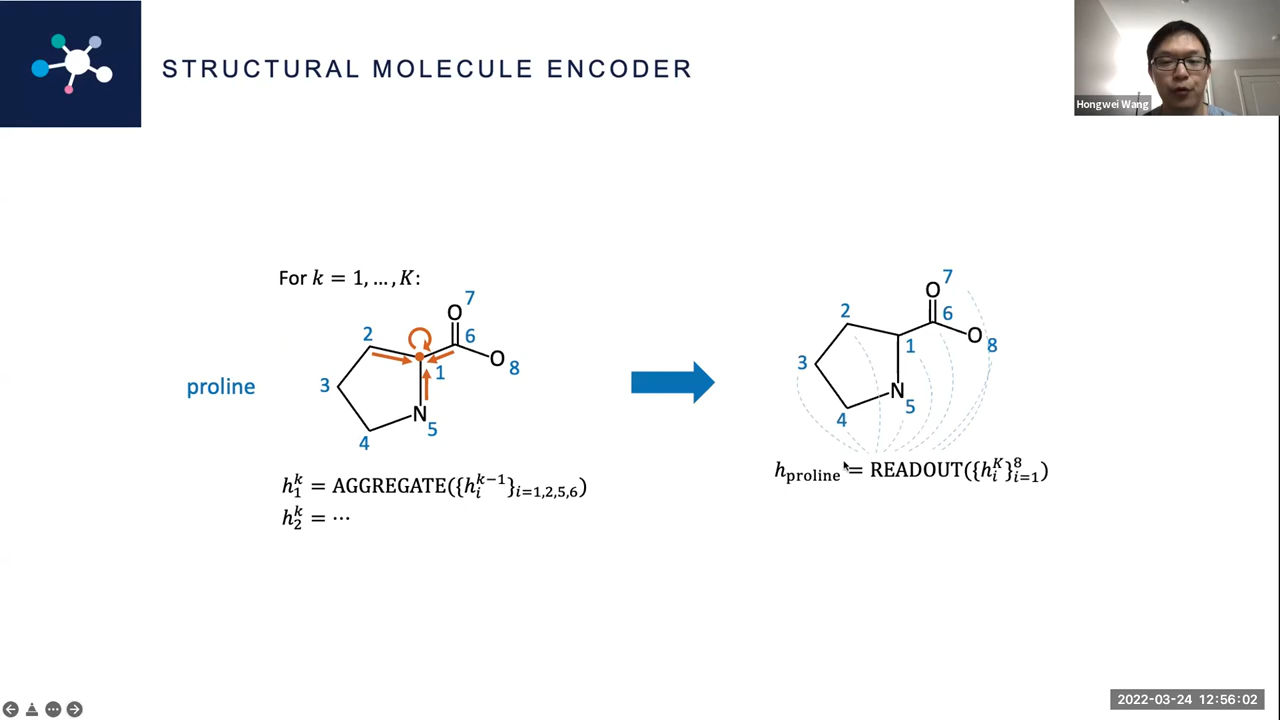 STRUCTURAL MOLECULE ENCODER
Hongwei Wang
For k = 1, …, K:
proline
2
3
4
N
5
1
6
O
7
O
8
h₁ᵏ = AGGREGATE({hᵢᵏ⁻¹}ᵢ₌₁,₂,₅,₆)
h₂ᵏ = ⋯
2
3
4
N
5
1
6
O
7
O
8
h_proline = READOUT({hᵢᴷ}⁸ᵢ₌₁)
2022-03-24 12:56:02